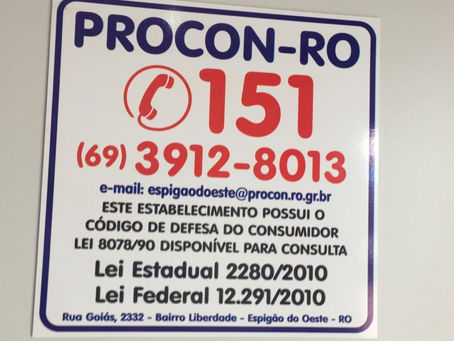 PROCON-RO
151
(69) 3912-8013
e-mail: espigaodoeste@procon.ro.gr.br
ESTE ESTABELECIMENTO POSSUI O
CÓDIGO DE DEFESA DO CONSUMIDOR
LEI 8078/90 DISPONÍVEL PARA CONSULTA
Lei Estadual 2280/2010
Lei Federal 12.291/2010
Rua Goiás, 2332 - Bairro Liberdade - Espigão do Oeste - RO